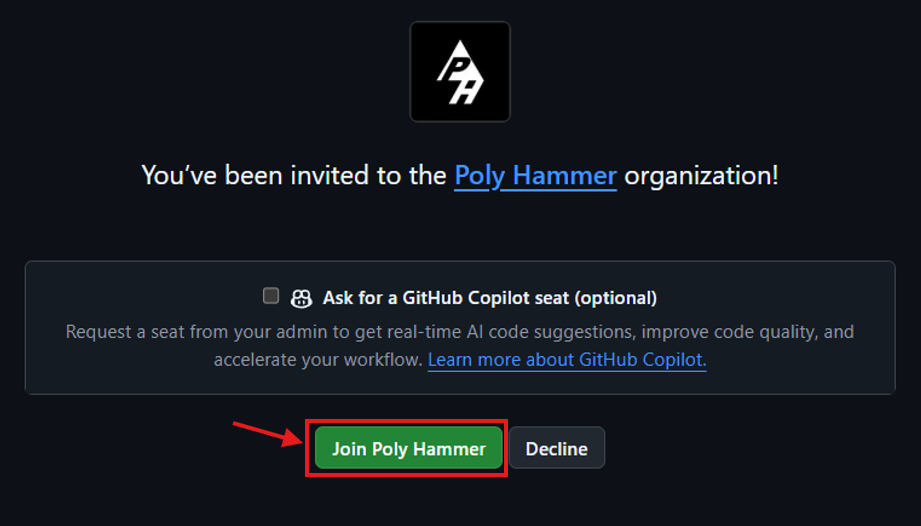 PH
You've been invited to the Poly Hammer organization!
Ask for a GitHub Copilot seat (optional)
Request a seat from your admin to get real-time AI code suggestions, improve code quality, and
accelerate your workflow. Learn more about GitHub Copilot.
Join Poly Hammer Decline